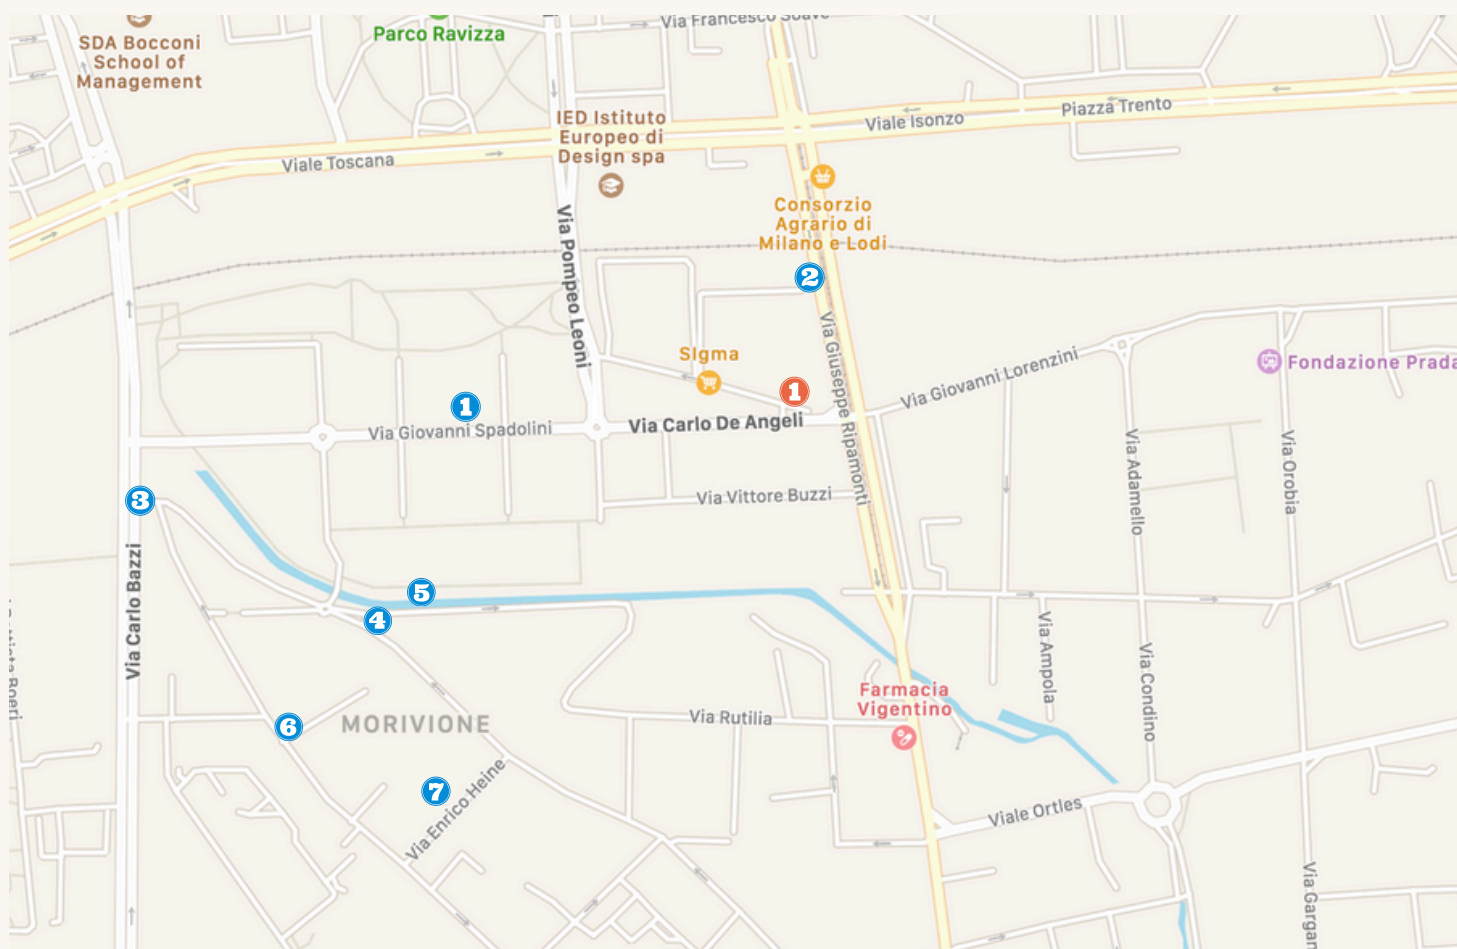 Via Francesco Soave
SDA Bocconi
School of
Management
Parco Ravizza
IED Istituto
Europeo di
Design spa
Viale Isonzo
Piazza Trento
Viale Toscana
Consorzio
Agrario di
Milano e Lodi
Via Pompeo Leoni
2
Via Giuseppe Ripamonti
SIgma
1
Via Giovanni Lorenzini
Fondazione Prada
1
Via Giovanni Spadolini
Via Carlo De Angeli
Via Adamello
Via Orobia
3
Via Vittore Buzzi
Via Carlo Bazzi
5
4
Via Ampola
Via Condino
Farmacia
Vigentino
6
MORIVIONE
Via Rutilia
7
Via Enrico Heine
Viale Ortles
Via Gargan